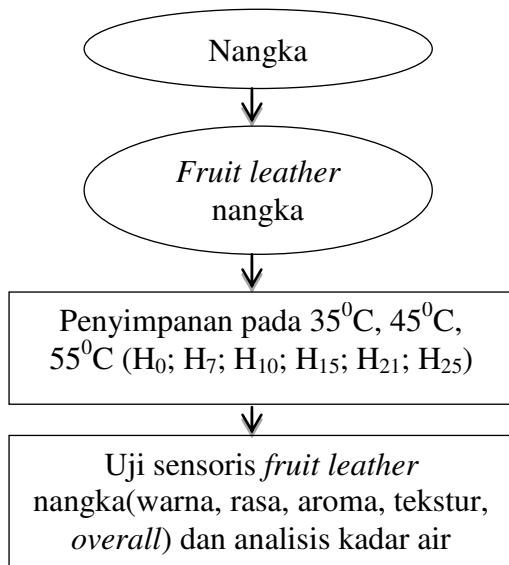 Nangka
Fruit leather
nangka
Penyimpanan pada 35⁰C, 45⁰C,
55⁰C (H₀; H₇; H₁₀; H₁₅; H₂₁; H₂₅)
Uji sensoris fruit leather
nangka(warna, rasa, aroma, tekstur,
overall) dan analisis kadar air